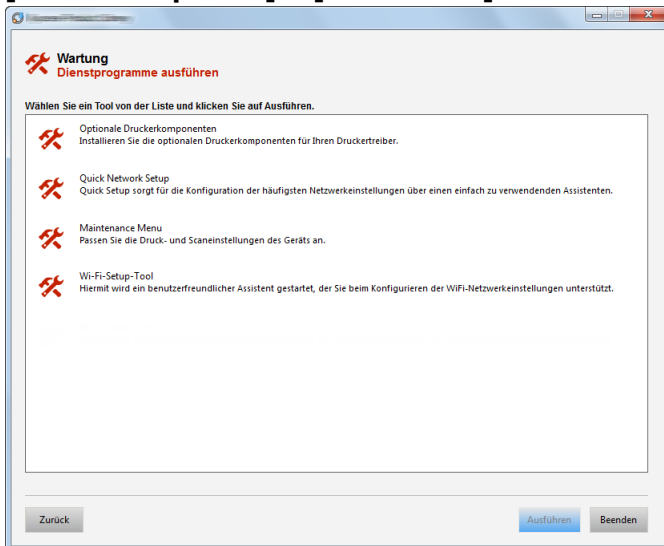 Wartung
Dienstprogramme ausführen
Wählen Sie ein Tool von der Liste und klicken Sie auf Ausführen.
Optionale Druckerkomponenten
Installieren Sie die optionalen Druckerkomponenten für Ihren Druckertreiber.
Quick Network Setup
Quick Setup sorgt für die Konfiguration der häufigsten Netzwerkeinstellungen über einen einfach zu verwendenden Assistenten.
Maintenance Menu
Passen Sie die Druck- und Scaneinstellungen des Geräts an.
Wi-Fi-Setup-Tool
Hiermit wird ein benutzerfreundlicher Assistent gestartet, der Sie beim Konfigurieren der WiFi-Netzwerkeinstellungen unterstützt.
Zurück
Ausführen
Beenden